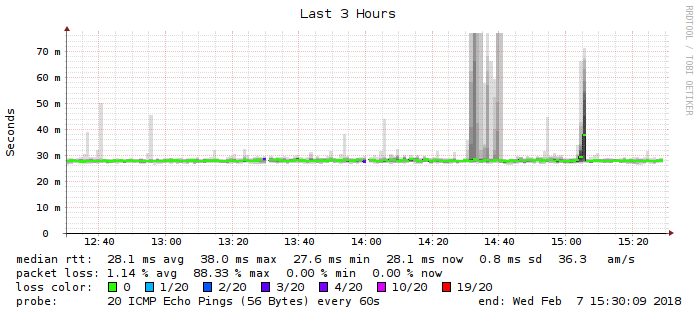 Last 3 Hours
RRDTOOL / TOBI OETIKER
Seconds
70 m
60 m
50 m
40 m
30 m
20 m
10 m
0
12:40 13:00 13:20 13:40 14:00 14:20 14:40 15:00 15:20
median rtt: 28.1 ms avg 38.0 ms max 27.6 ms min 28.1 ms now 0.8 ms sd 36.3 am/s
packet loss: 1.14 % avg 88.33 % max 0.00 % min 0.00 % now
loss color: 0 1/20 2/20 3/20 4/20 10/20 19/20
probe: 20 ICMP Echo Pings (56 Bytes) every 60s end: Wed Feb 7 15:30:09 2018